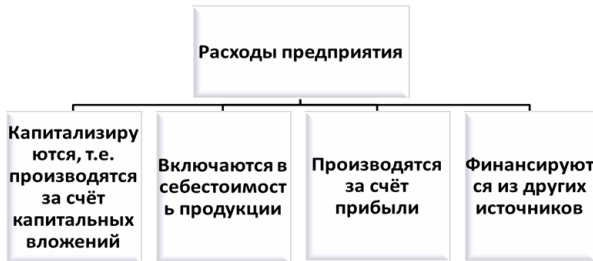 Расходы предприятия
Капитализиру
ются, т.е.
производятся
за счёт
капитальных
вложений
Включаются в
себестоимост
ь продукции
Производятся
за счёт
прибыли
Финансируют
ся из других
источников